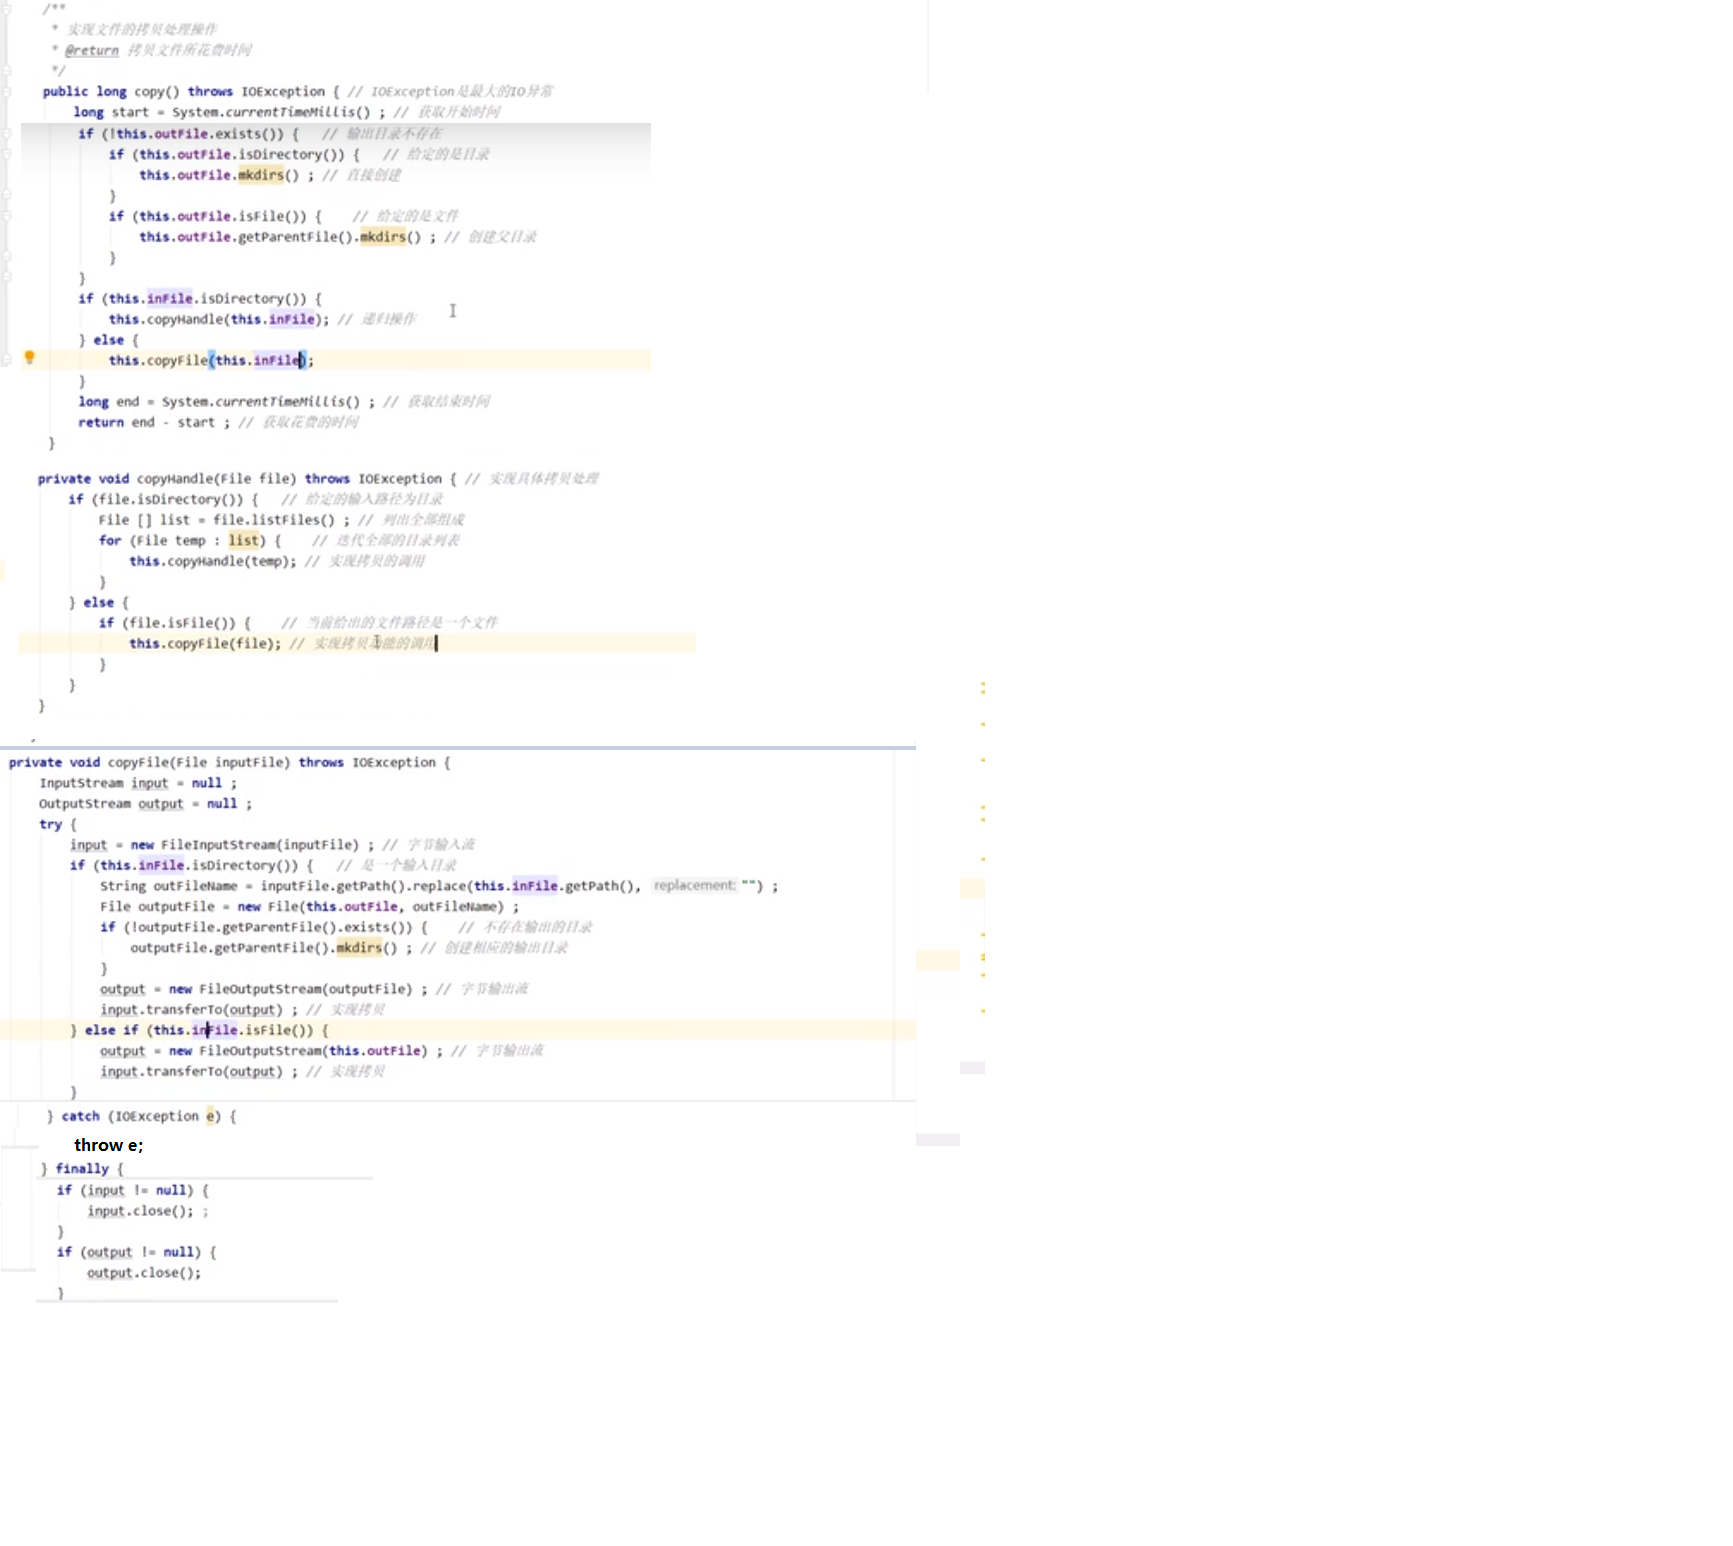 /**
 * 实现文件的拷贝处理操作
 * @return 拷贝文件所花费时间
 */
public long copy() throws IOException { // IOException是最大的IO异常
    long start = System.currentTimeMillis() ; // 获取开始时间
    if (!this.outFile.exists()) {   // 输出目录不存在
        if (this.outFile.isDirectory()) {   // 给定的是目录
            this.outFile.mkdirs() ; // 直接创建
        }
        if (this.outFile.isFile()) {    // 给定的是文件
            this.outFile.getParentFile().mkdirs() ; // 创建父目录
        }
    }
    if (this.inFile.isDirectory()) {
        this.copyHandle(this.inFile); // 递归操作
    } else {
        this.copyFile(this.inFile);
    }
    long end = System.currentTimeMillis() ; // 获取结束时间
    return end - start ; // 获取花费的时间
}
private void copyHandle(File file) throws IOException { // 实现具体拷贝处理
    if (file.isDirectory()) {   // 给定的输入路径为目录
        File [] list = file.listFiles() ; // 列出全部组成
        for (File temp : list) {    // 迭代全部的目录列表
            this.copyHandle(temp); // 实现拷贝的调用
        }
    } else {
        if (file.isFile()) {    // 当前给出的文件路径是一个文件
            this.copyFile(file); // 实现拷贝功能的调用
        }
    }
}
private void copyFile(File inputFile) throws IOException {
    InputStream input = null ;
    OutputStream output = null ;
    try {
        input = new FileInputStream(inputFile) ; // 字节输入流
        if (this.inFile.isDirectory()) {   // 是一个输入目录
            String outFileName = inputFile.getPath().replace(this.inFile.getPath(), replacement: "") ;
            File outputFile = new File(this.outFile, outFileName) ;
            if (!outputFile.getParentFile().exists()) {    // 不存在输出的目录
                outputFile.getParentFile().mkdirs() ; // 创建相应的输出目录
            }
            output = new FileOutputStream(outputFile) ; // 字节输出流
            input.transferTo(output) ; // 实现拷贝
        } else if (this.inFile.isFile()) {
            output = new FileOutputStream(this.outFile) ; // 字节输出流
            input.transferTo(output) ; // 实现拷贝
        }
    } catch (IOException e) {
        throw e;
    } finally {
        if (input != null) {
            input.close(); ;
        }
        if (output != null) {
            output.close();
        }